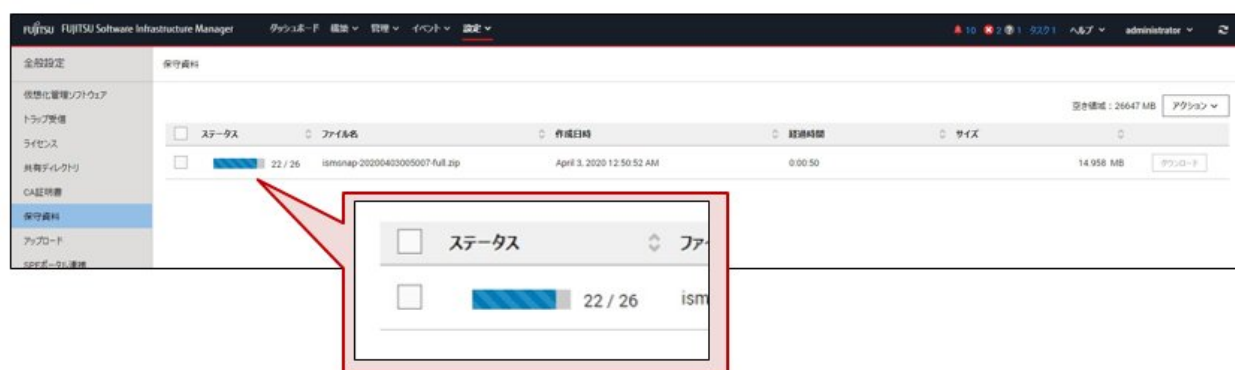 FUJITSU FUJITSU Software Infrastructure Manager ダッシュボード 構築 管理 イベント 設定 10 2 1 タスク 1 ヘルプ administrator
全般設定 保守資料
仮想化管理ソフトウェア
空き領域 : 26647 MB アクション
トラップ受信
ステータス ファイル名 作成日時 経過時間 サイズ
ライセンス
22 / 26 ismsnap-20200403005007-full.zip April 3, 2020 12:50:52 AM 0:00:50 14.958 MB ダウンロード
共有ディレクトリ
CA証明書
保守資料
アップロード
ステータス ファ
22 / 26 ism